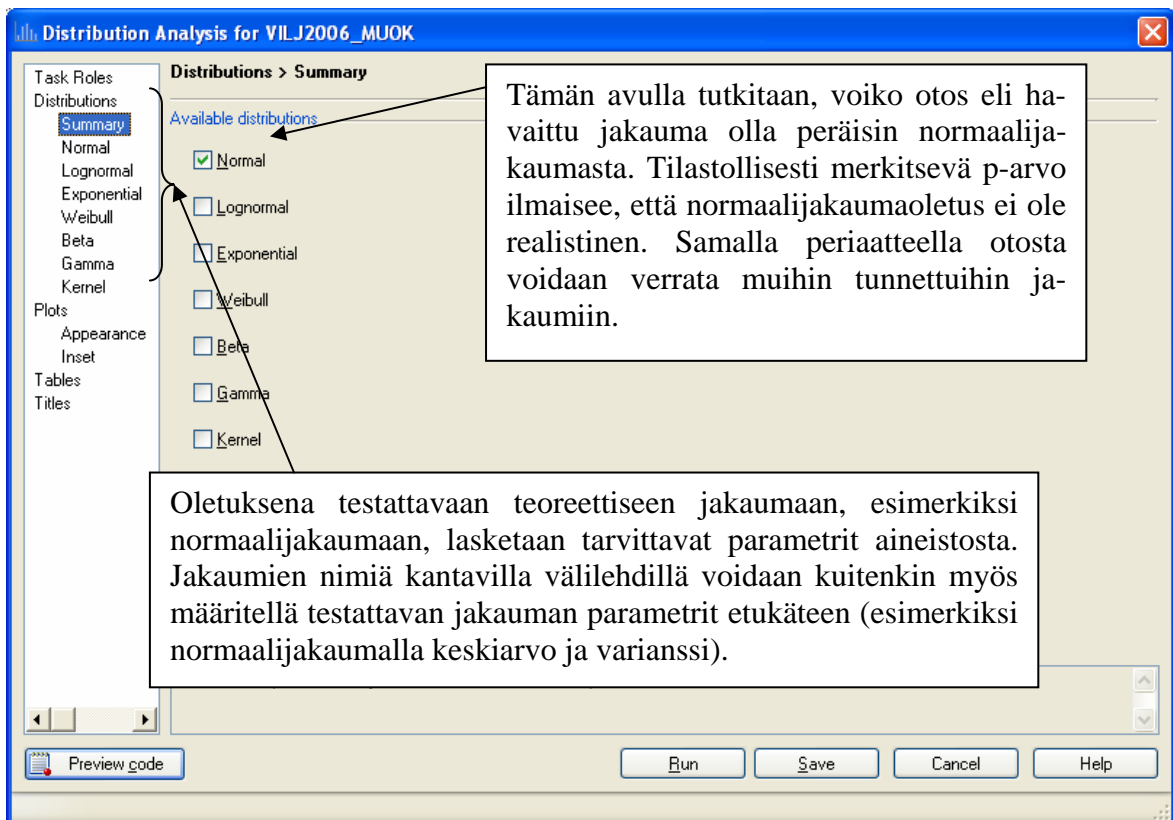 Distribution Analysis for VILJ2006_MUOK
Task Roles
Distributions
Summary
Normal
Lognormal
Exponential
Weibull
Beta
Gamma
Kernel
Plots
Appearance
Inset
Tables
Titles
Distributions > Summary
Available distributions
Normal
Lognormal
Exponential
Weibull
Beta
Gamma
Kernel
Tämän avulla tutkitaan, voiko otos eli ha-
vaittu jakauma olla peräisin normaalija-
kaumasta. Tilastollisesti merkitsevä p-arvo
ilmaisee, että normaalijakaumaoletus ei ole
realistinen. Samalla periaatteella otosta
voidaan verrata muihin tunnettuihin ja-
kaumiin.
Oletuksena testattavaan teoreettiseen jakaumaan, esimerkiksi
normaalijakaumaan, lasketaan tarvittavat parametrit aineistosta.
Jakaumien nimiä kantavilla välilehdillä voidaan kuitenkin myös
määritellä testattavan jakauman parametrit etukäteen (esimerkiksi
normaalijakaumalla keskiarvo ja varianssi).
Preview code
Run
Save
Cancel
Help